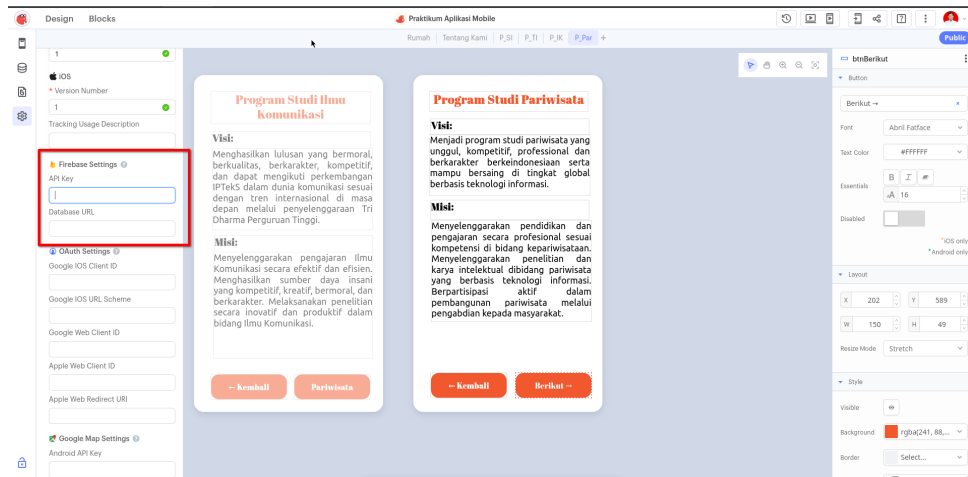 Design Blocks
Praktikum Aplikasi Mobile
Rumah Tentang Kami P_SI P_TI P_IK P_Par +
Public
1
iOS
* Version Number
1
Tracking Usage Description
Firebase Settings
API Key
Database URL
OAuth Settings
Google IOS Client ID
Google IOS URL Scheme
Google Web Client ID
Apple Web Client ID
Apple Web Redirect URI
Google Map Settings
Android API Key
Program Studi Ilmu
Komunikasi
Visi:
Menghasilkan lulusan yang bermoral,
berkualitas, berkarakter, kompetitif,
dan dapat mengikuti perkembangan
IPTekS dalam dunia komunikasi sesuai
dengan tren internasional di masa
depan melalui penyelenggaraan Tri
Dharma Perguruan Tinggi.
Misi:
Menyelenggarakan pengajaran Ilmu
Komunikasi secara efektif dan efisien.
Menghasilkan sumber daya insani
yang kompetitif, kreatif, bermoral, dan
berkarakter. Melaksanakan penelitian
secara inovatif dan produktif dalam
bidang Ilmu Komunikasi.
← Kembali Pariwisata
Program Studi Pariwisata
Visi:
Menjadi program studi pariwisata yang
unggul, kompetitif, professional dan
berkarakter berkeindonesiaan serta
mampu bersaing di tingkat global
berbasis teknologi informasi.
Misi:
Menyelenggarakan pendidikan dan
pengajaran secara profesional sesuai
kompetensi di bidang kepariwisataan.
Menyelenggarakan penelitian dan
karya intelektual dibidang pariwisata
yang berbasis teknologi informasi.
Berpartisipasi aktif dalam
pembangunan pariwisata melalui
pengabdian kepada masyarakat.
← Kembali Berikut →
btnBerikut
Button
Berikut →
Font Abril Fatface
Text Color #FFFFFF
Essentials B I
A 16
Disabled
*iOS only
*Android only
Layout
X 202 Y 589
W 150 H 49
Resize Mode Stretch
Style
Visible
Background rgba(241, 88,...
Border Select...